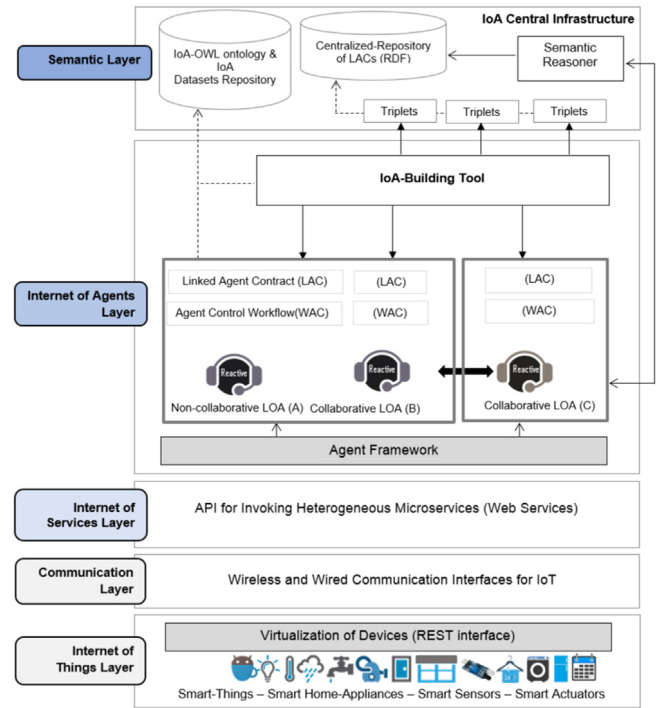 IoA Central Infrastructure
Semantic Layer
IoA-OWL ontology &
IoA
Datasets Repository
Centralized-Repository
of LACs (RDF)
Semantic
Reasoner
Triplets
Triplets
Triplets
IoA-Building Tool
Internet of Agents
Layer
Linked Agent Contract (LAC)
(LAC)
(LAC)
Agent Control Workflow(WAC)
(WAC)
(WAC)
Reactive
Reactive
Reactive
Non-collaborative LOA (A)
Collaborative LOA (B)
Collaborative LOA (C)
Agent Framework
Internet of
Services Layer
API for Invoking Heterogeneous Microservices (Web Services)
Communication
Layer
Wireless and Wired Communication Interfaces for IoT
Internet of
Things Layer
Virtualization of Devices (REST interface)
Smart-Things – Smart Home-Appliances – Smart Sensors – Smart Actuators